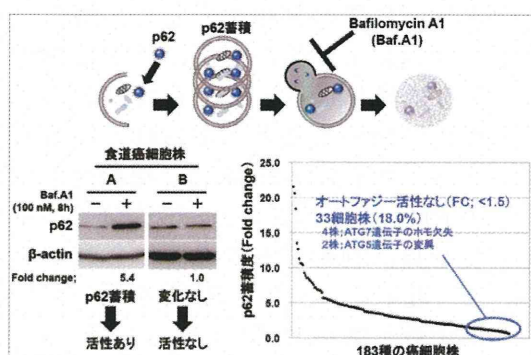 p62
p62蓄積
Bafilomycin A1
(Baf.A1)
食道癌細胞株
A B
Baf.A1
(100 nM, 8h)
− + − +
p62
β-actin
Fold change; 5.4 1.0
p62蓄積 変化なし
活性あり 活性なし
p62蓄積度(Fold change)
25.0
20.0
15.0
10.0
5.0
0.0
オートファジー活性なし(FC; <1.5)
33細胞株(18.0%)
4株;ATG7遺伝子のホモ欠失
2株;ATG5遺伝子の変異
183種の癌細胞株